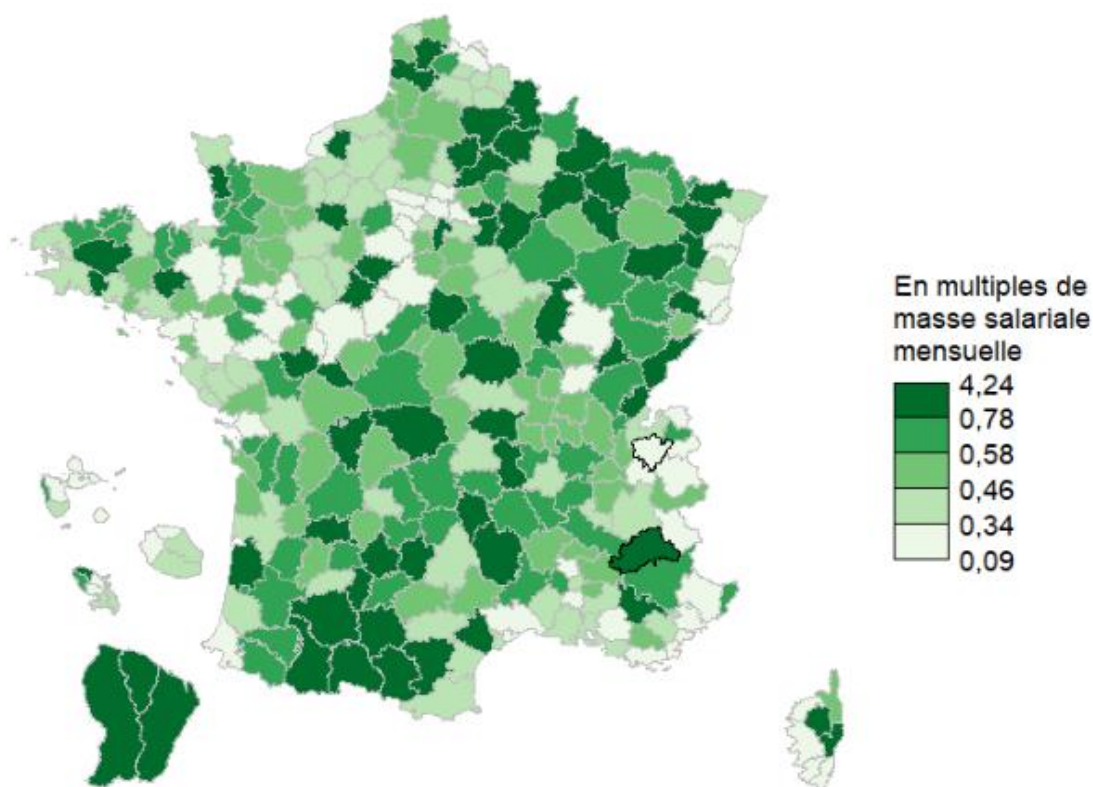 En multiples de
masse salariale
mensuelle
4,24
0,78
0,58
0,46
0,34
0,09